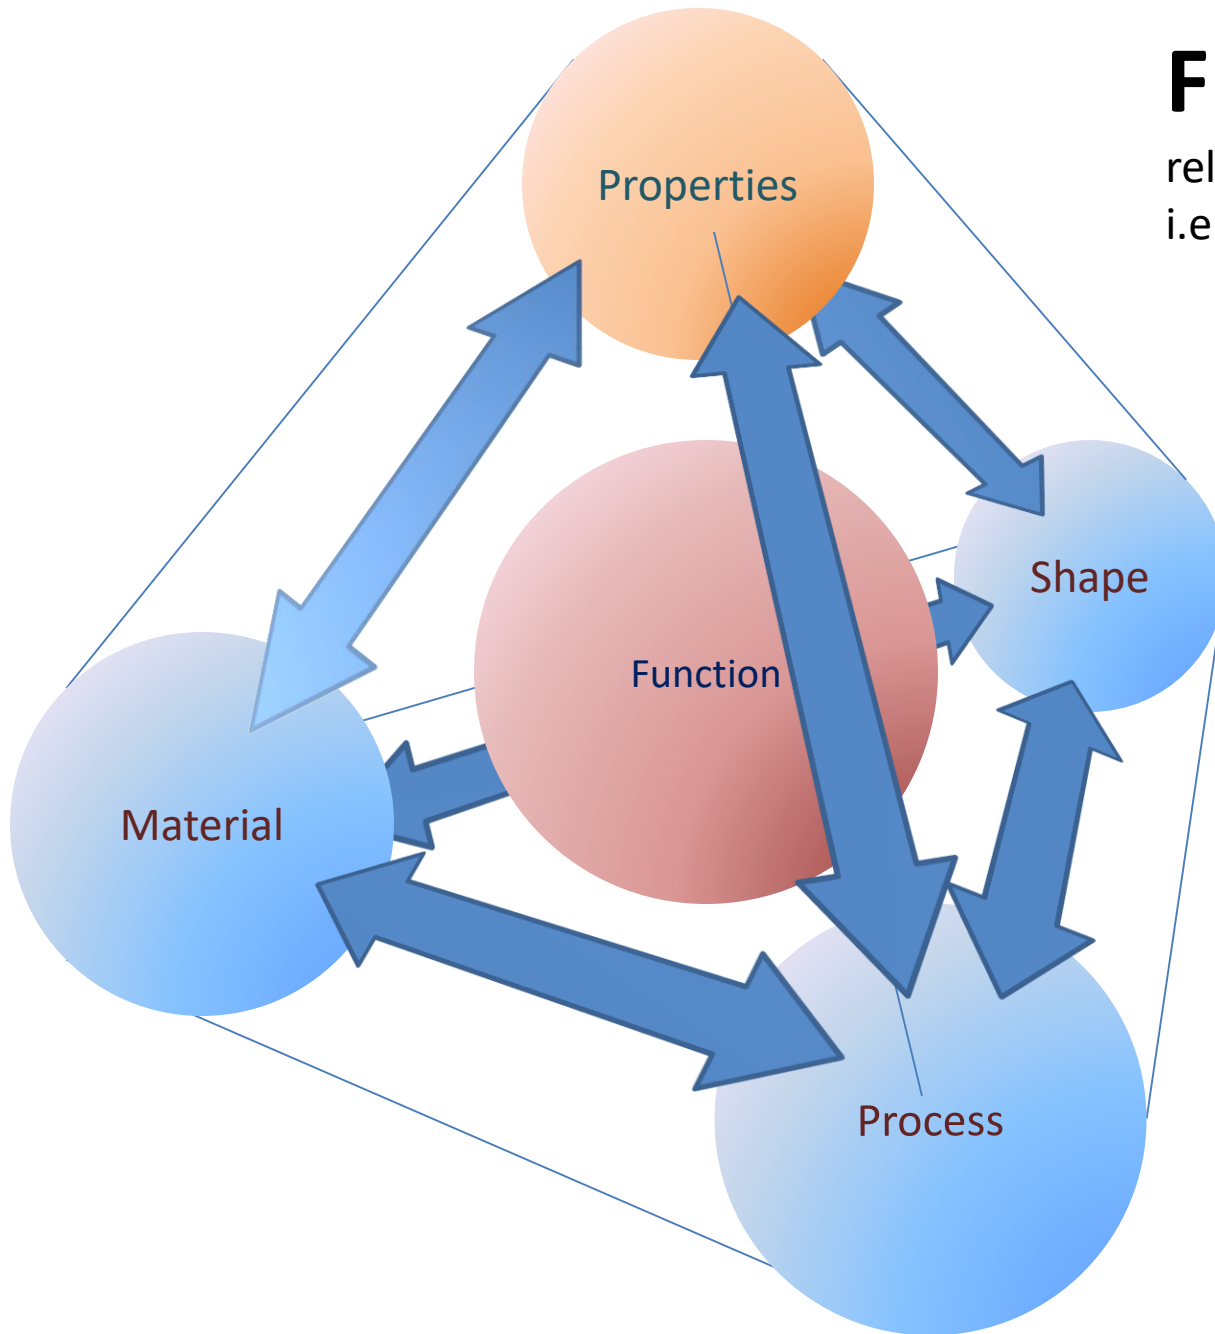 F
rel
i.e
Properties
Shape
Function
Material
Process